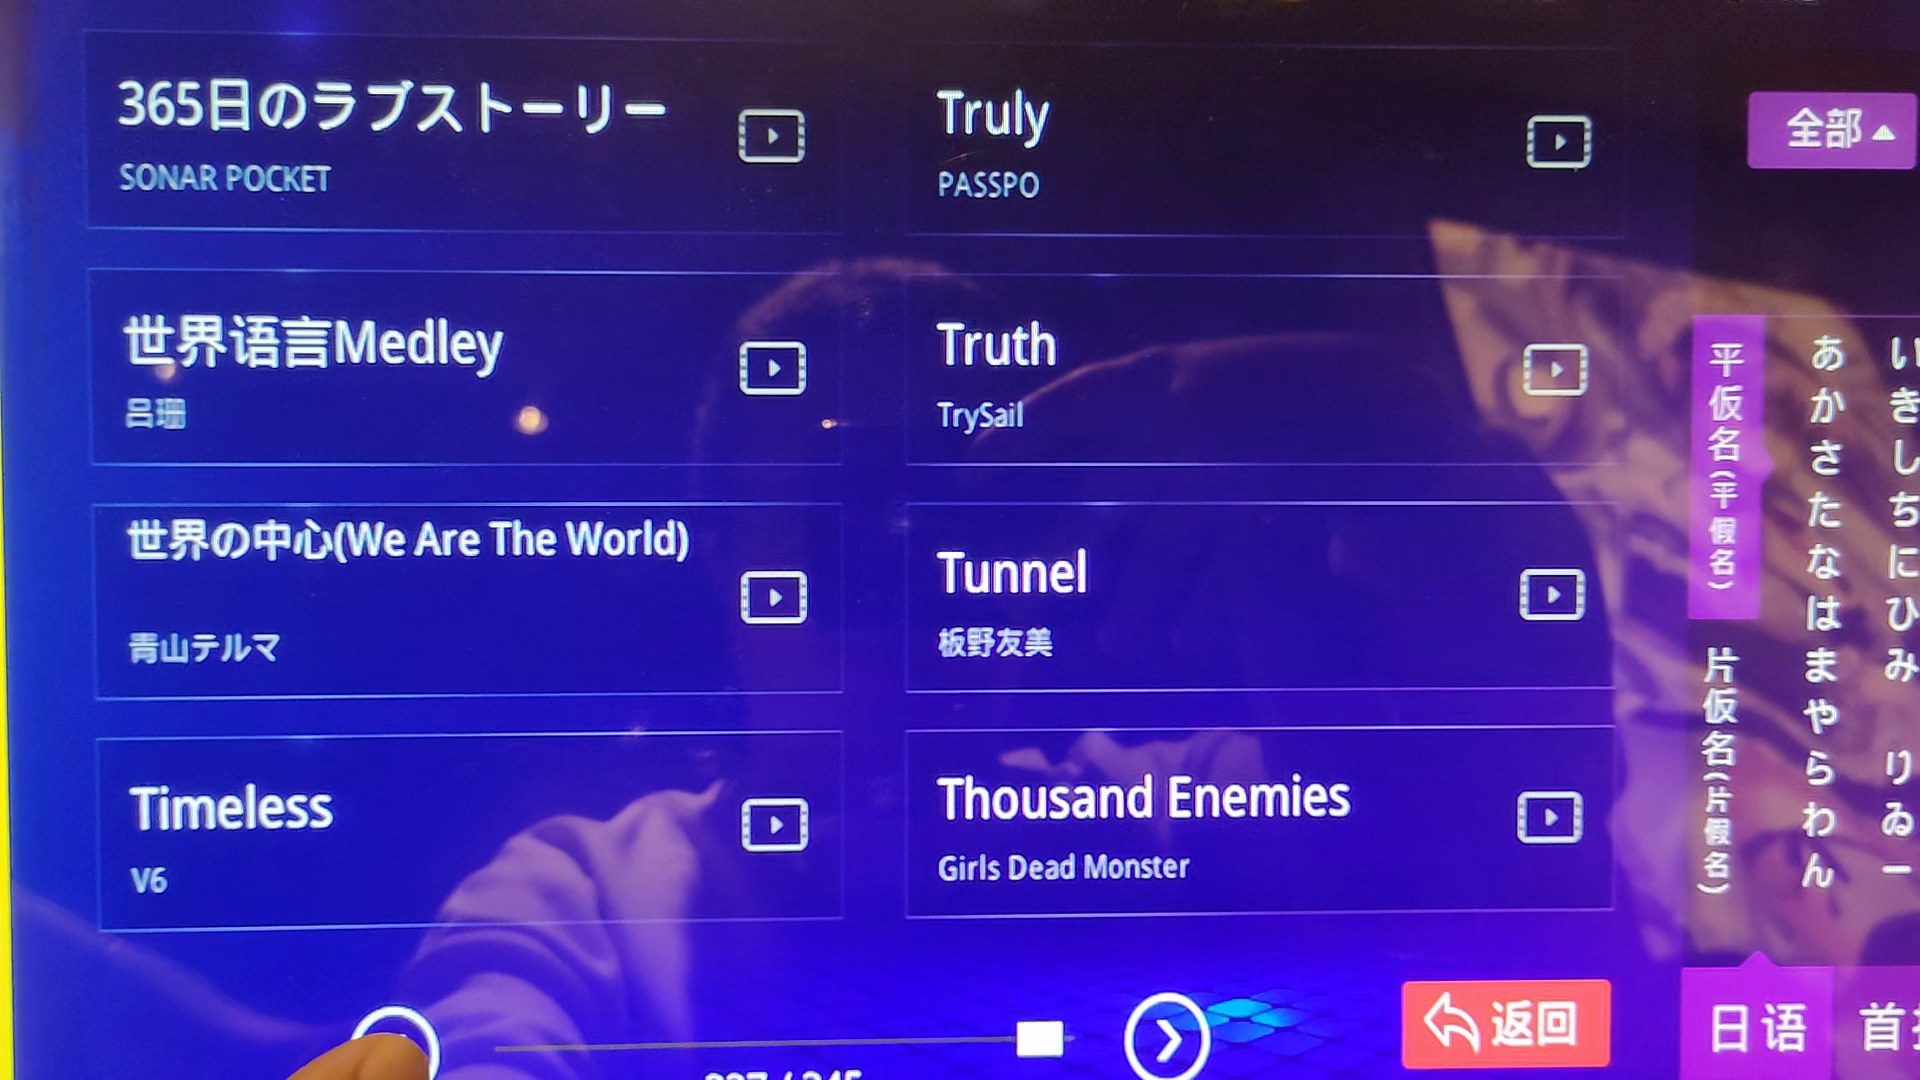 365日のラブストーリー
SONAR POCKET
Truly
PASSPO
世界语言Medley
吕珊
Truth
TrySail
世界の中心(We Are The World)
青山テルマ
Tunnel
板野友美
Timeless
V6
Thousand Enemies
Girls Dead Monster
返回
全部
平仮名(平假名)
片仮名(片假名)
あかさたなはまやらわん
いきしちにひみ りゐー
日语
首